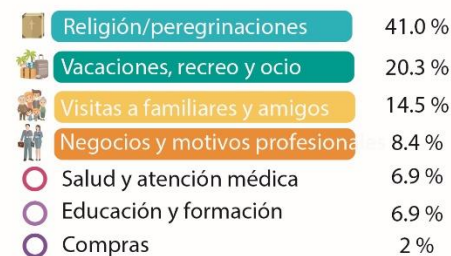 Religión/peregrinaciones 41.0 %
Vacaciones, recreo y ocio 20.3 %
Visitas a familiares y amigos 14.5 %
Negocios y motivos profesionales 8.4 %
Salud y atención médica 6.9 %
Educación y formación 6.9 %
Compras 2 %